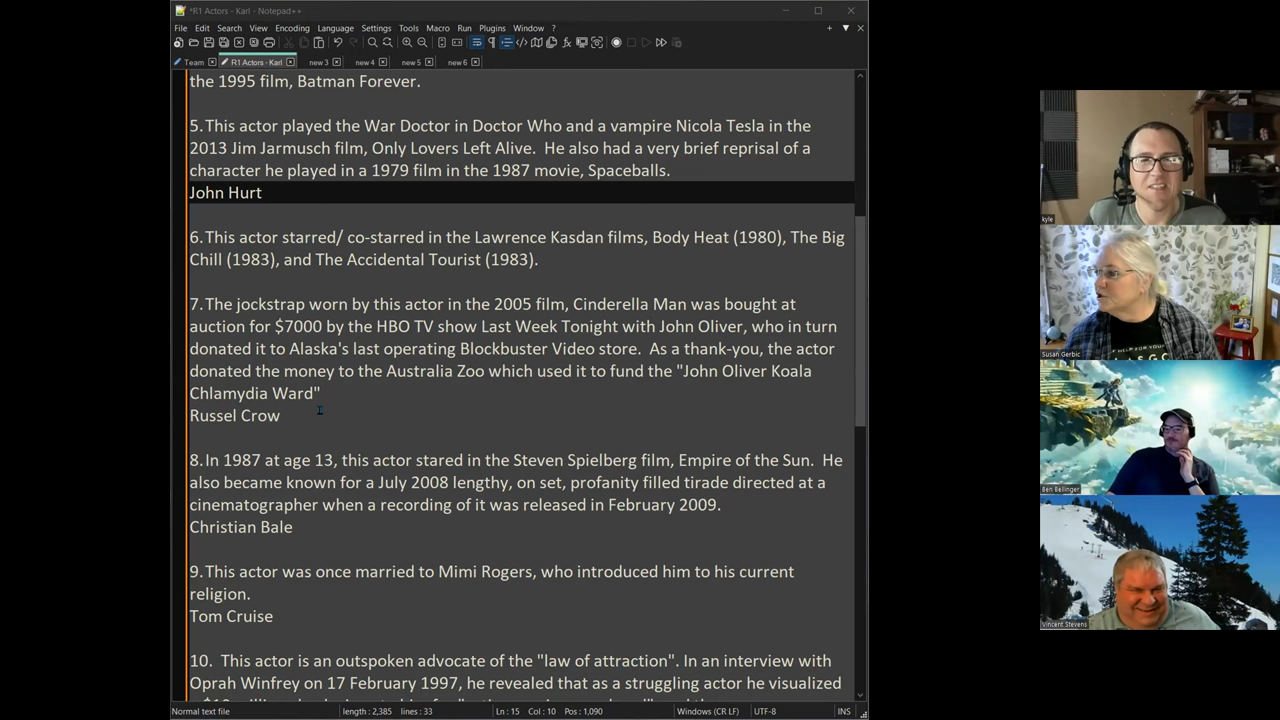 *R1 Actors - Karl - Notepad++
File Edit Search View Encoding Language Settings Tools Macro Run Plugins Window
Team R1 Actors - Karl new 3 new 4 new 5 new 6
the 1995 film, Batman Forever.
5. This actor played the War Doctor in Doctor Who and a vampire Nicola Tesla in the
2013 Jim Jarmusch film, Only Lovers Left Alive. He also had a very brief reprisal of a
character he played in a 1979 film in the 1987 movie, Spaceballs.
John Hurt
6. This actor starred/ co-starred in the Lawrence Kasdan films, Body Heat (1980), The Big
Chill (1983), and The Accidental Tourist (1983).
7. The jockstrap worn by this actor in the 2005 film, Cinderella Man was bought at
auction for $7000 by the HBO TV show Last Week Tonight with John Oliver, who in turn
donated it to Alaska's last operating Blockbuster Video store. As a thank-you, the actor
donated the money to the Australia Zoo which used it to fund the "John Oliver Koala
Chlamydia Ward"
Russel Crow
8. In 1987 at age 13, this actor stared in the Steven Spielberg film, Empire of the Sun. He
also became known for a July 2008 lengthy, on set, profanity filled tirade directed at a
cinematographer when a recording of it was released in February 2009.
Christian Bale
9. This actor was once married to Mimi Rogers, who introduced him to his current
religion.
Tom Cruise
10. This actor is an outspoken advocate of the "law of attraction". In an interview with
Oprah Winfrey on 17 February 1997, he revealed that as a struggling actor he visualized
Normal text file length : 2,385 lines : 33 Ln : 15 Col : 10 Pos : 1,090 Windows (CR LF) UTF-8 INS
kyle
Susan Gerbic
Ben Bellinger
Vincent Stevens